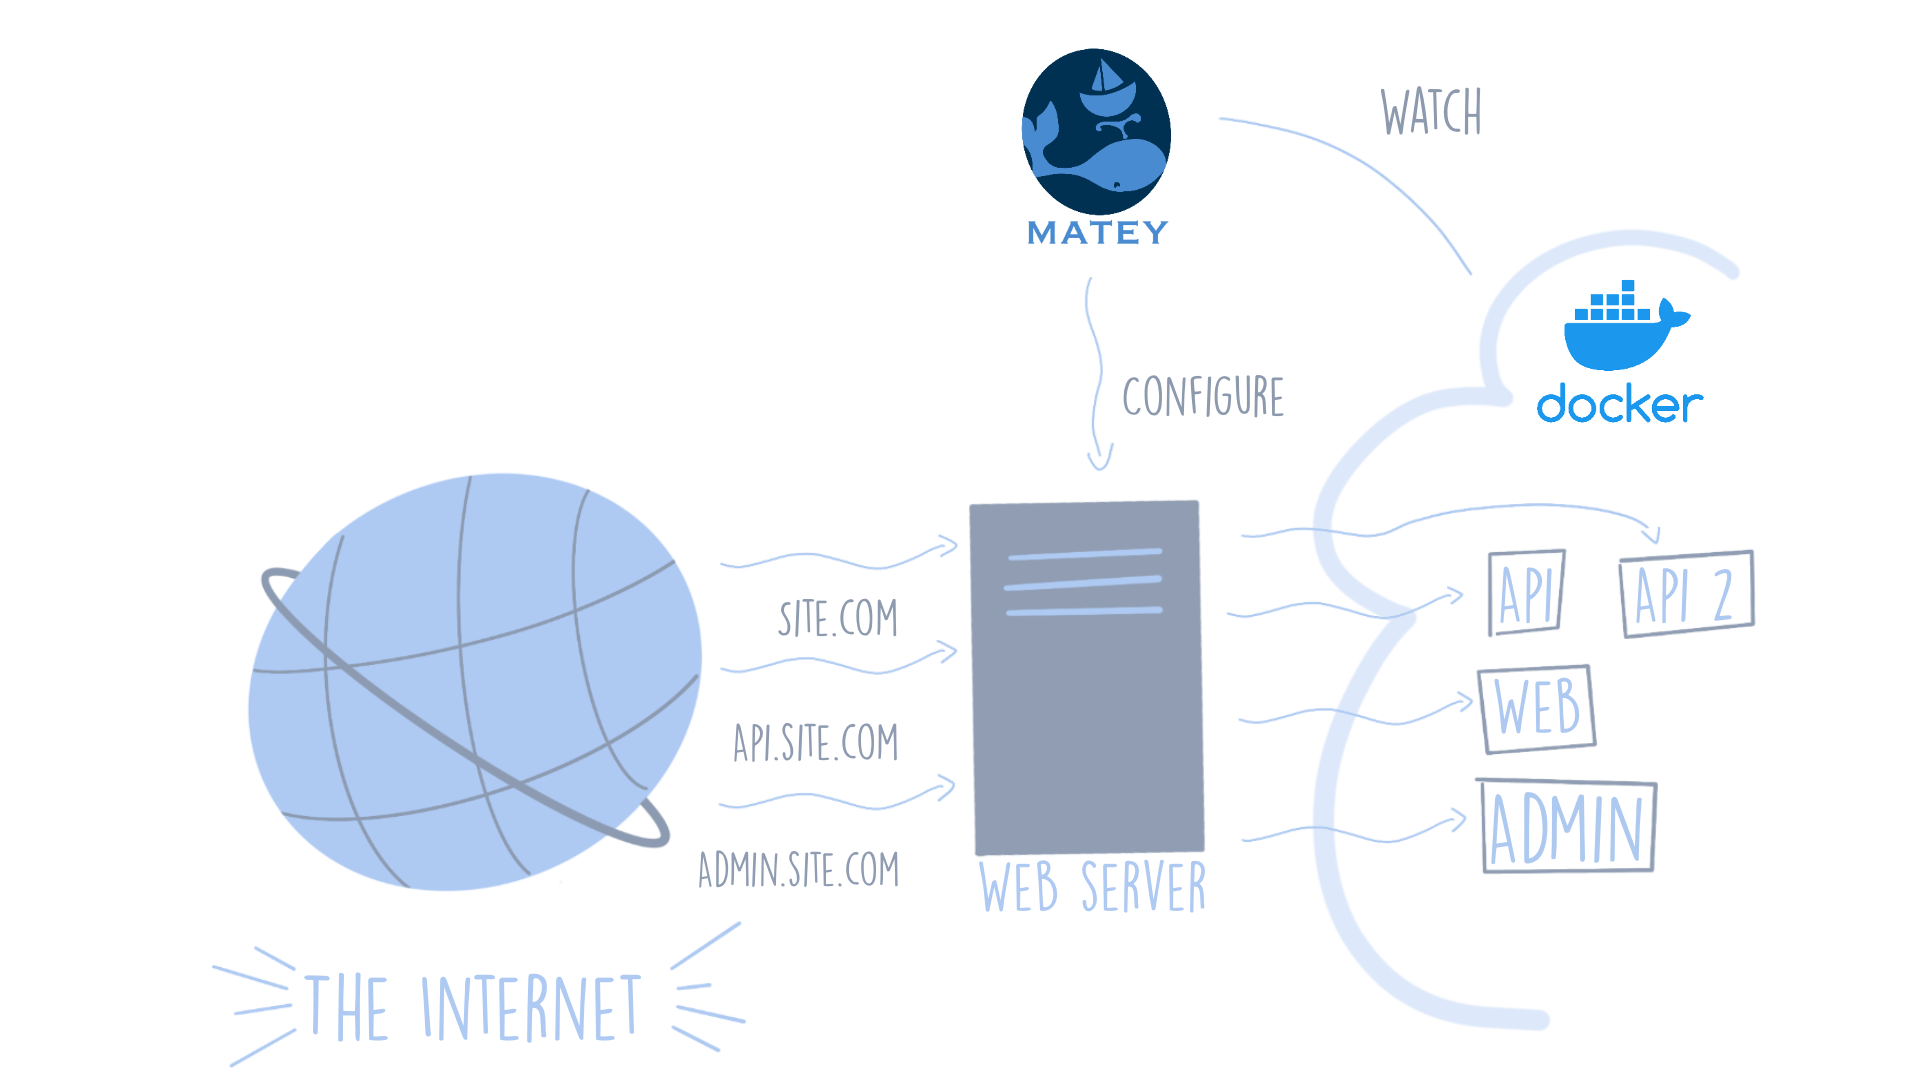 MATEY
WATCH
docker
CONFIGURE
SITE.COM
API.SITE.COM
ADMIN.SITE.COM
WEB SERVER
API
API 2
WEB
ADMIN
THE INTERNET